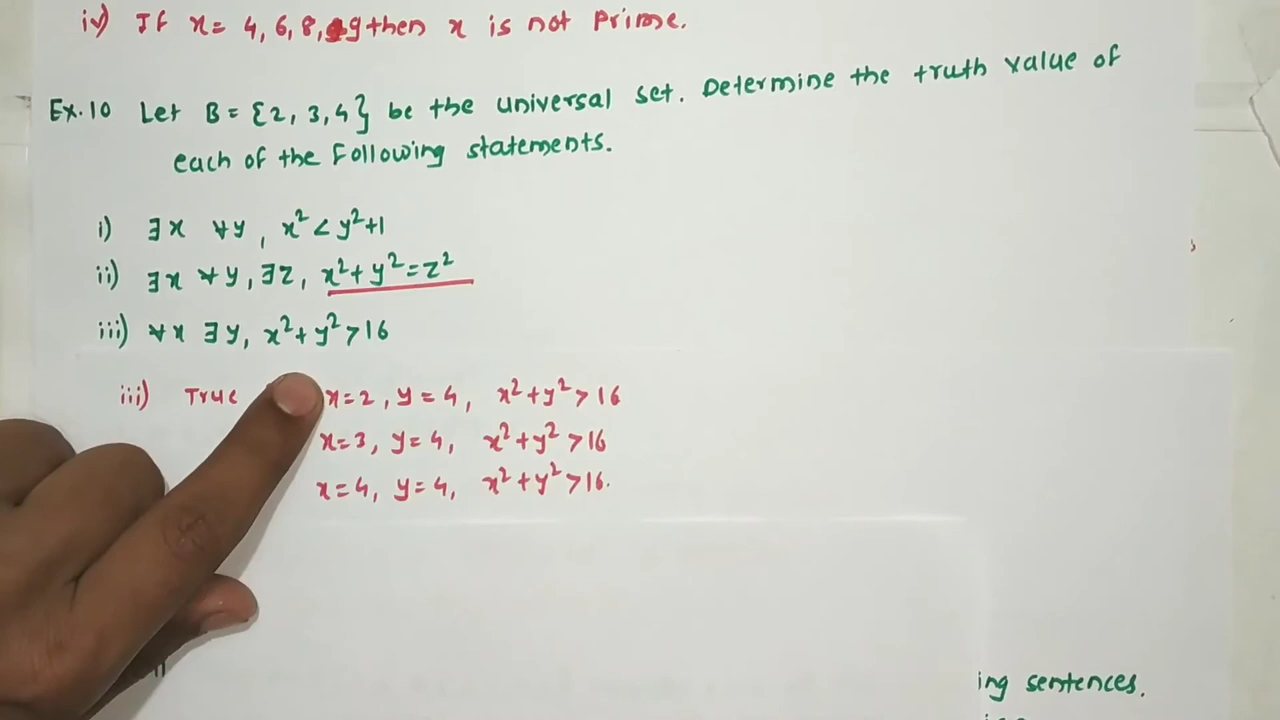 iv) If x = 4, 6, 8, 9 then x is not Prime.
Ex.10 Let B = {2, 3, 4} be the universal set. Determine the truth value of
each of the Following statements.
i) ∃x ∀y, x² < y²+1
ii) ∃x ∀y, ∃z, x²+y²=z²
iii) ∀x ∃y, x²+y²>16
iii) True x=2, y=4, x²+y²>16
x=3, y=4, x²+y²>16
x=4, y=4, x²+y²>16.
ing sentences.